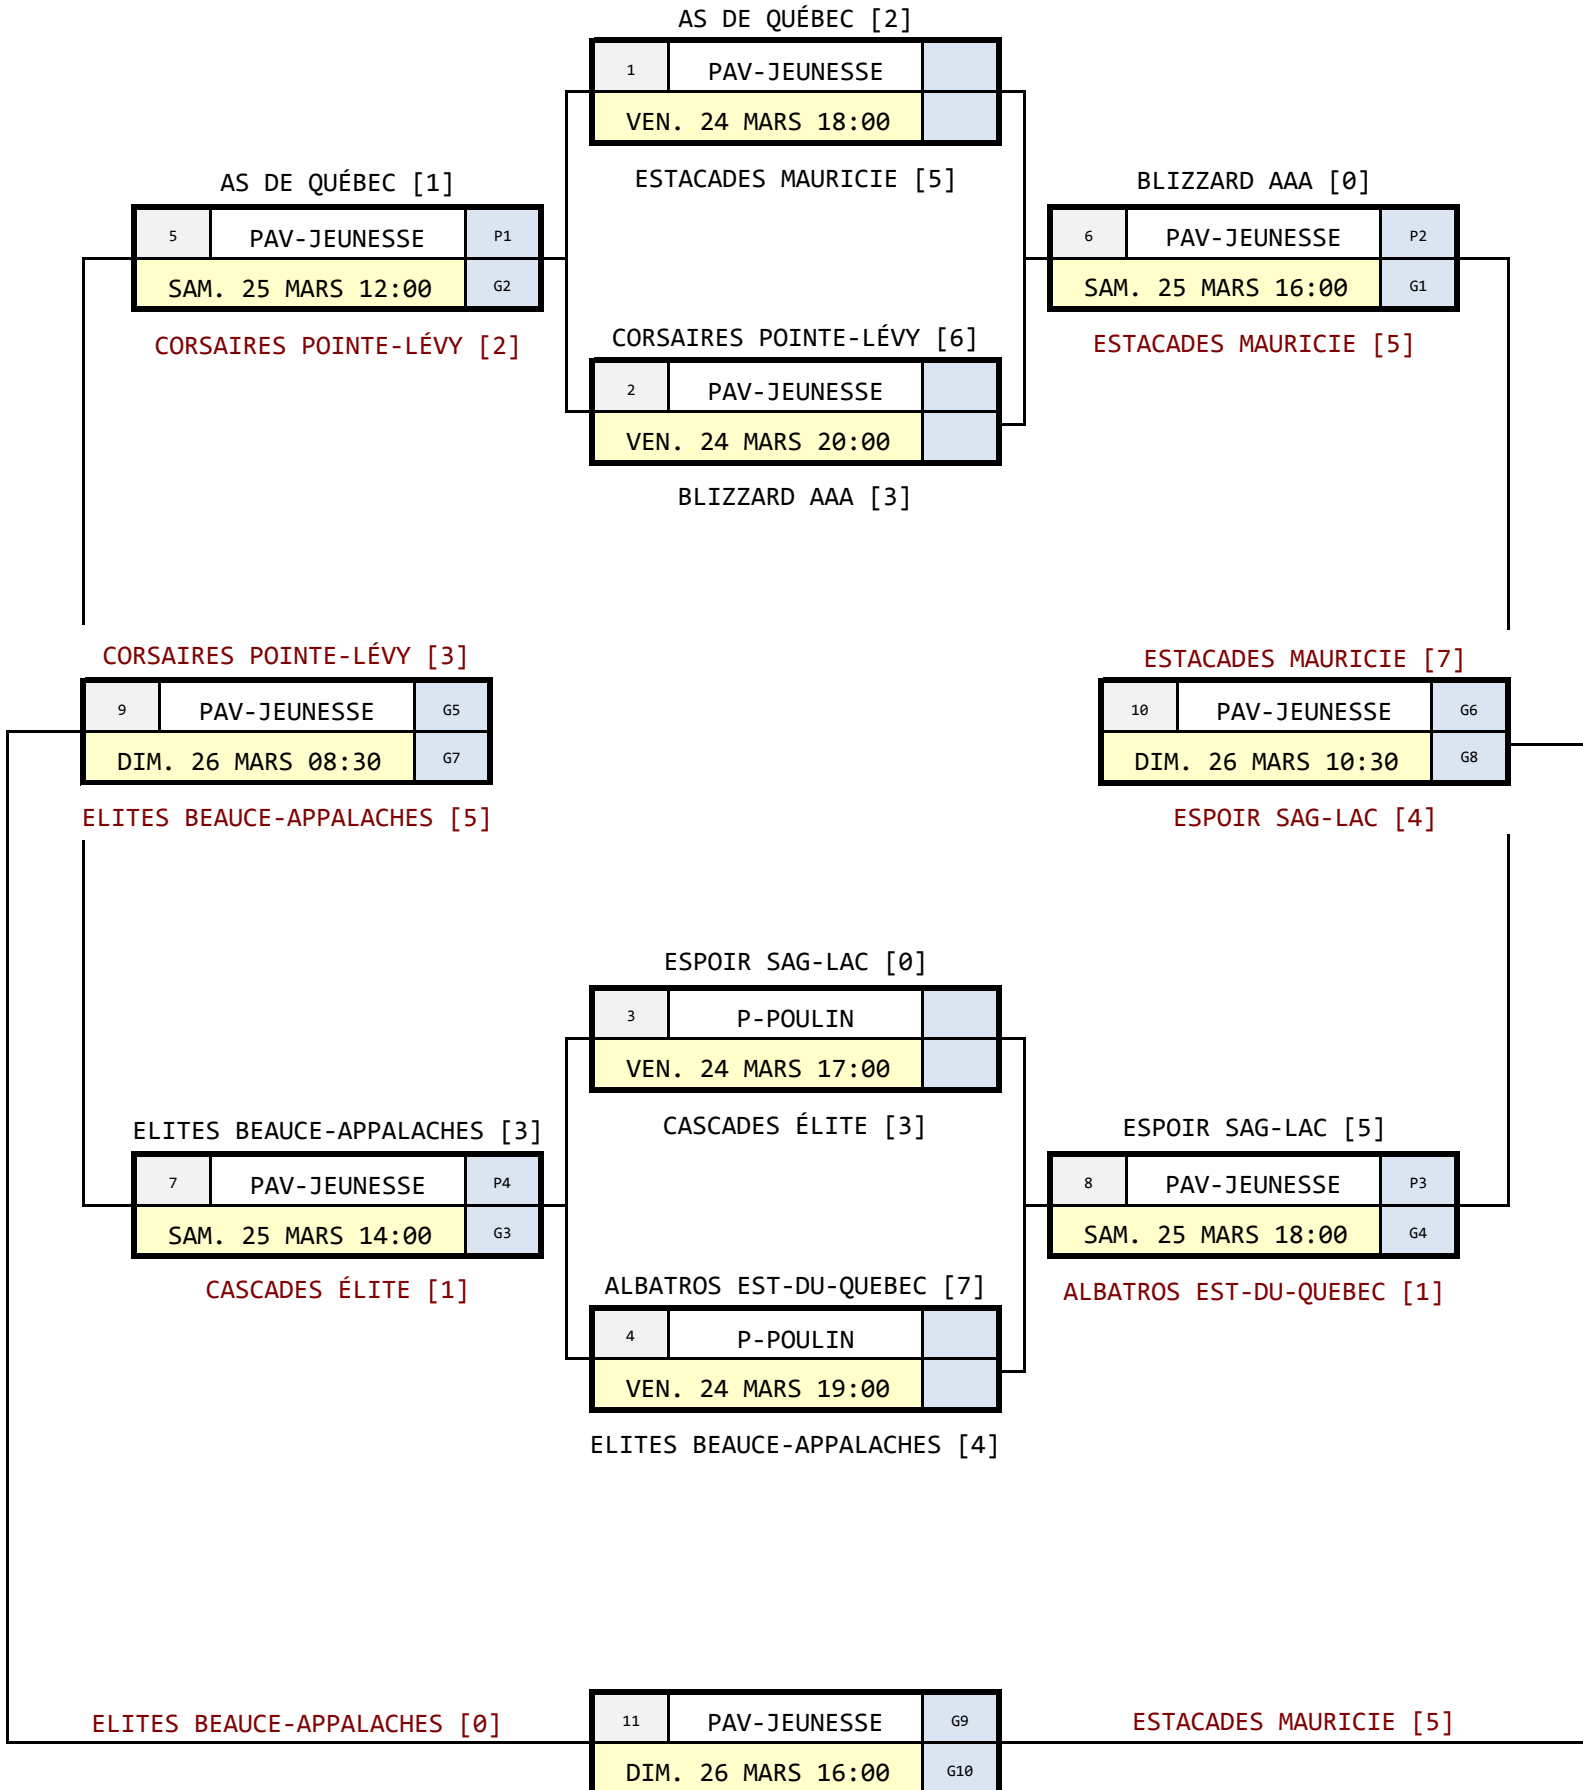 AS DE QUÉBEC [2]
1 PAV-JEUNESSE
VEN. 24 MARS 18:00
ESTACADES MAURICIE [5]
AS DE QUÉBEC [1]
5 PAV-JEUNESSE P1
SAM. 25 MARS 12:00 G2
CORSAIRES POINTE-LÉVY [2]
BLIZZARD AAA [0]
6 PAV-JEUNESSE P2
SAM. 25 MARS 16:00 G1
ESTACADES MAURICIE [5]
CORSAIRES POINTE-LÉVY [6]
2 PAV-JEUNESSE
VEN. 24 MARS 20:00
BLIZZARD AAA [3]
CORSAIRES POINTE-LÉVY [3]
9 PAV-JEUNESSE G5
DIM. 26 MARS 08:30 G7
ELITES BEAUCE-APPALACHES [5]
ESTACADES MAURICIE [7]
10 PAV-JEUNESSE G6
DIM. 26 MARS 10:30 G8
ESPOIR SAG-LAC [4]
ESPOIR SAG-LAC [0]
3 P-POULIN
VEN. 24 MARS 17:00
CASCADES ÉLITE [3]
ELITES BEAUCE-APPALACHES [3]
7 PAV-JEUNESSE P4
SAM. 25 MARS 14:00 G3
CASCADES ÉLITE [1]
ESPOIR SAG-LAC [5]
8 PAV-JEUNESSE P3
SAM. 25 MARS 18:00 G4
ALBATROS EST-DU-QUEBEC [1]
ALBATROS EST-DU-QUEBEC [7]
4 P-POULIN
VEN. 24 MARS 19:00
ELITES BEAUCE-APPALACHES [4]
ELITES BEAUCE-APPALACHES [0]
11 PAV-JEUNESSE G9
DIM. 26 MARS 16:00 G10
ESTACADES MAURICIE [5]